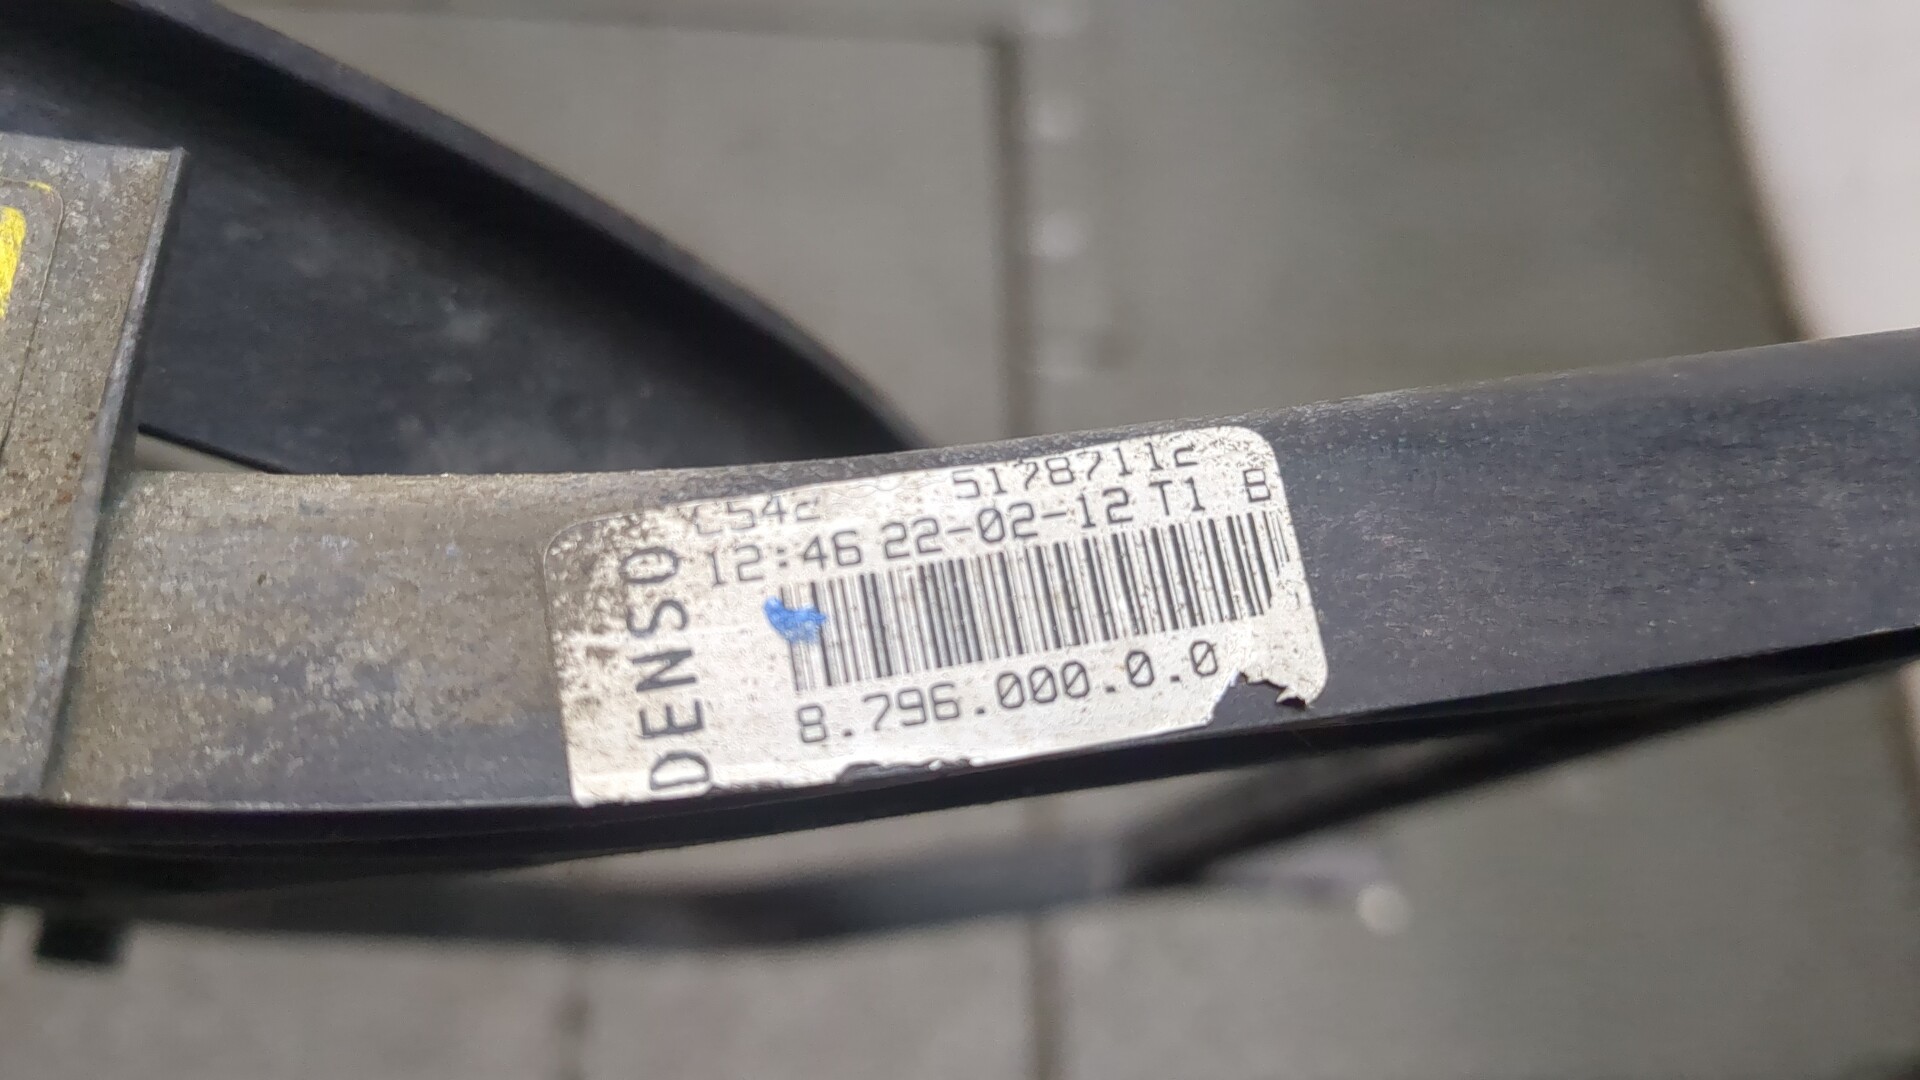 C542 51787112
12:46 22-02-12 T1 B
DENSO
8.796.000.0.0